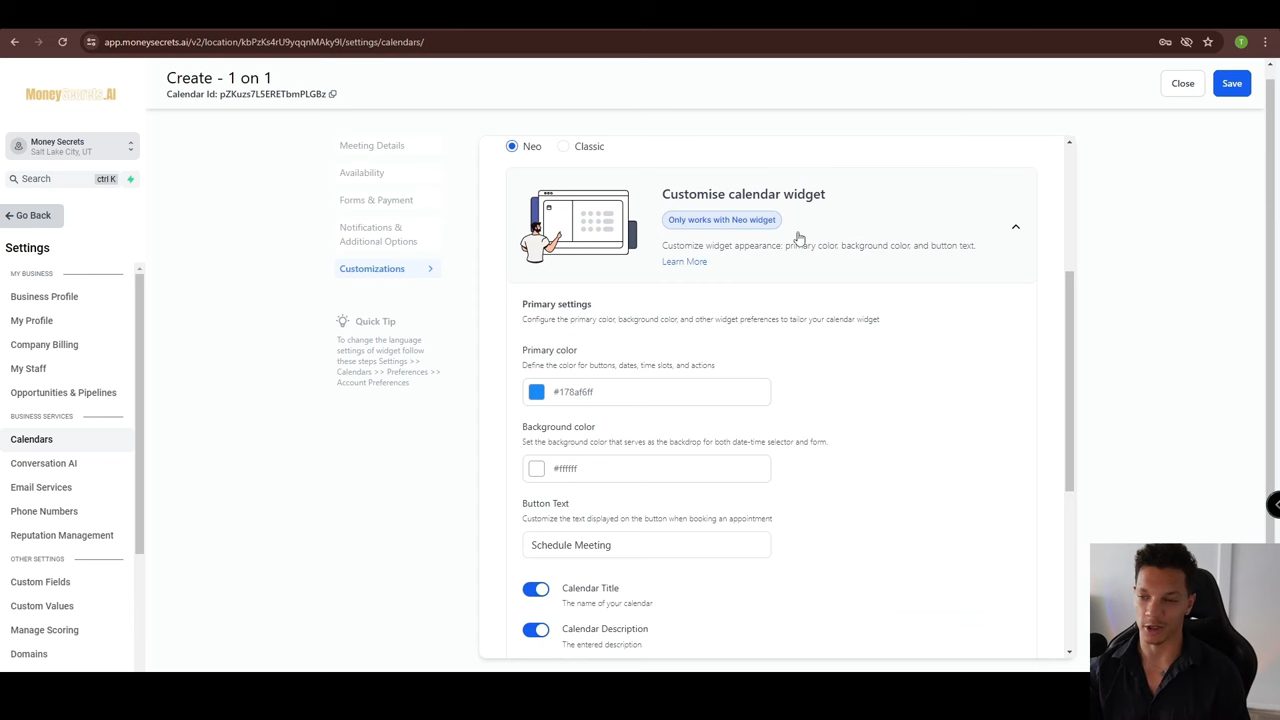 app.moneysecrets.ai/v2/location/kbPzKs4rU9yqqnMAky9I/settings/calendars/
T
Create - 1 on 1
Calendar Id: pZKuzs7L5ERETbmPLGBz
Close
Save
MoneySecrets.AI
Money Secrets
Salt Lake City, UT
Search
ctrl K
Go Back
Settings
MY BUSINESS
Business Profile
My Profile
Company Billing
My Staff
Opportunities & Pipelines
BUSINESS SERVICES
Calendars
Conversation AI
Email Services
Phone Numbers
Reputation Management
OTHER SETTINGS
Custom Fields
Custom Values
Manage Scoring
Domains
Meeting Details
Availability
Forms & Payment
Notifications &
Additional Options
Customizations
Quick Tip
To change the language
settings of widget follow
these steps Settings >>
Calendars >> Preferences >>
Account Preferences
Neo
Classic
Customise calendar widget
Only works with Neo widget
Customize widget appearance: primary color, background color, and button text.
Learn More
Primary settings
Configure the primary color, background color, and other widget preferences to tailor your calendar widget
Primary color
Define the color for buttons, dates, time slots, and actions
#178af6ff
Background color
Set the background color that serves as the backdrop for both date-time selector and form.
#ffffff
Button Text
Customize the text displayed on the button when booking an appointment
Schedule Meeting
Calendar Title
The name of your calendar
Calendar Description
The entered description